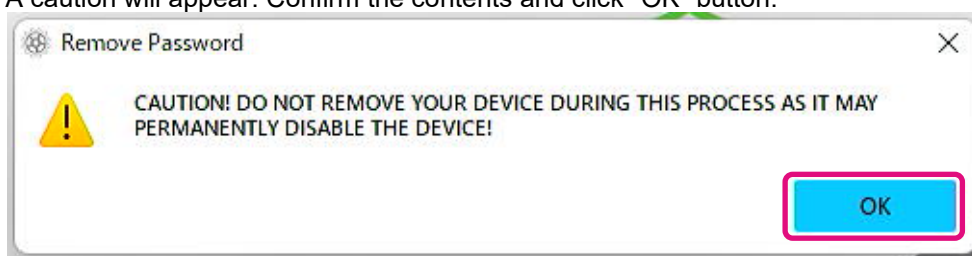 A caution will appear. Confirm the contents and click "OK" button.
Remove Password
CAUTION! DO NOT REMOVE YOUR DEVICE DURING THIS PROCESS AS IT MAY
PERMANENTLY DISABLE THE DEVICE!
OK